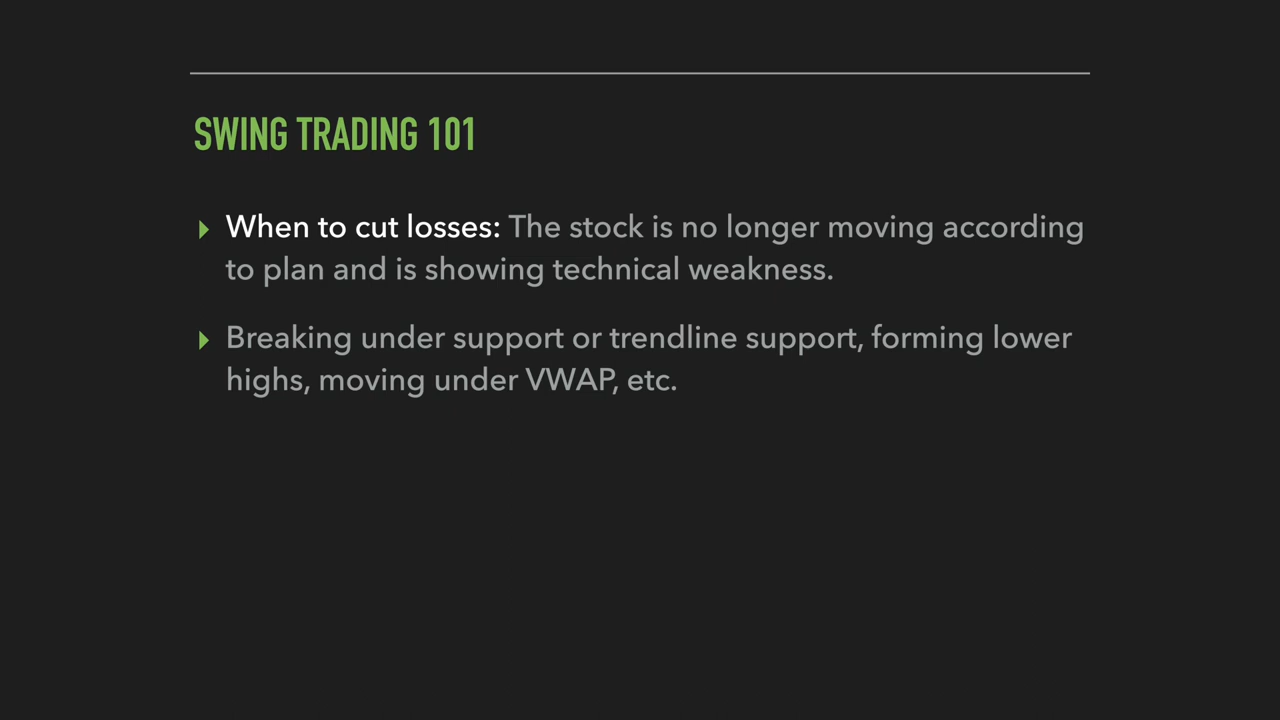 SWING TRADING 101
When to cut losses: The stock is no longer moving according
to plan and is showing technical weakness.
Breaking under support or trendline support, forming lower
highs, moving under VWAP, etc.